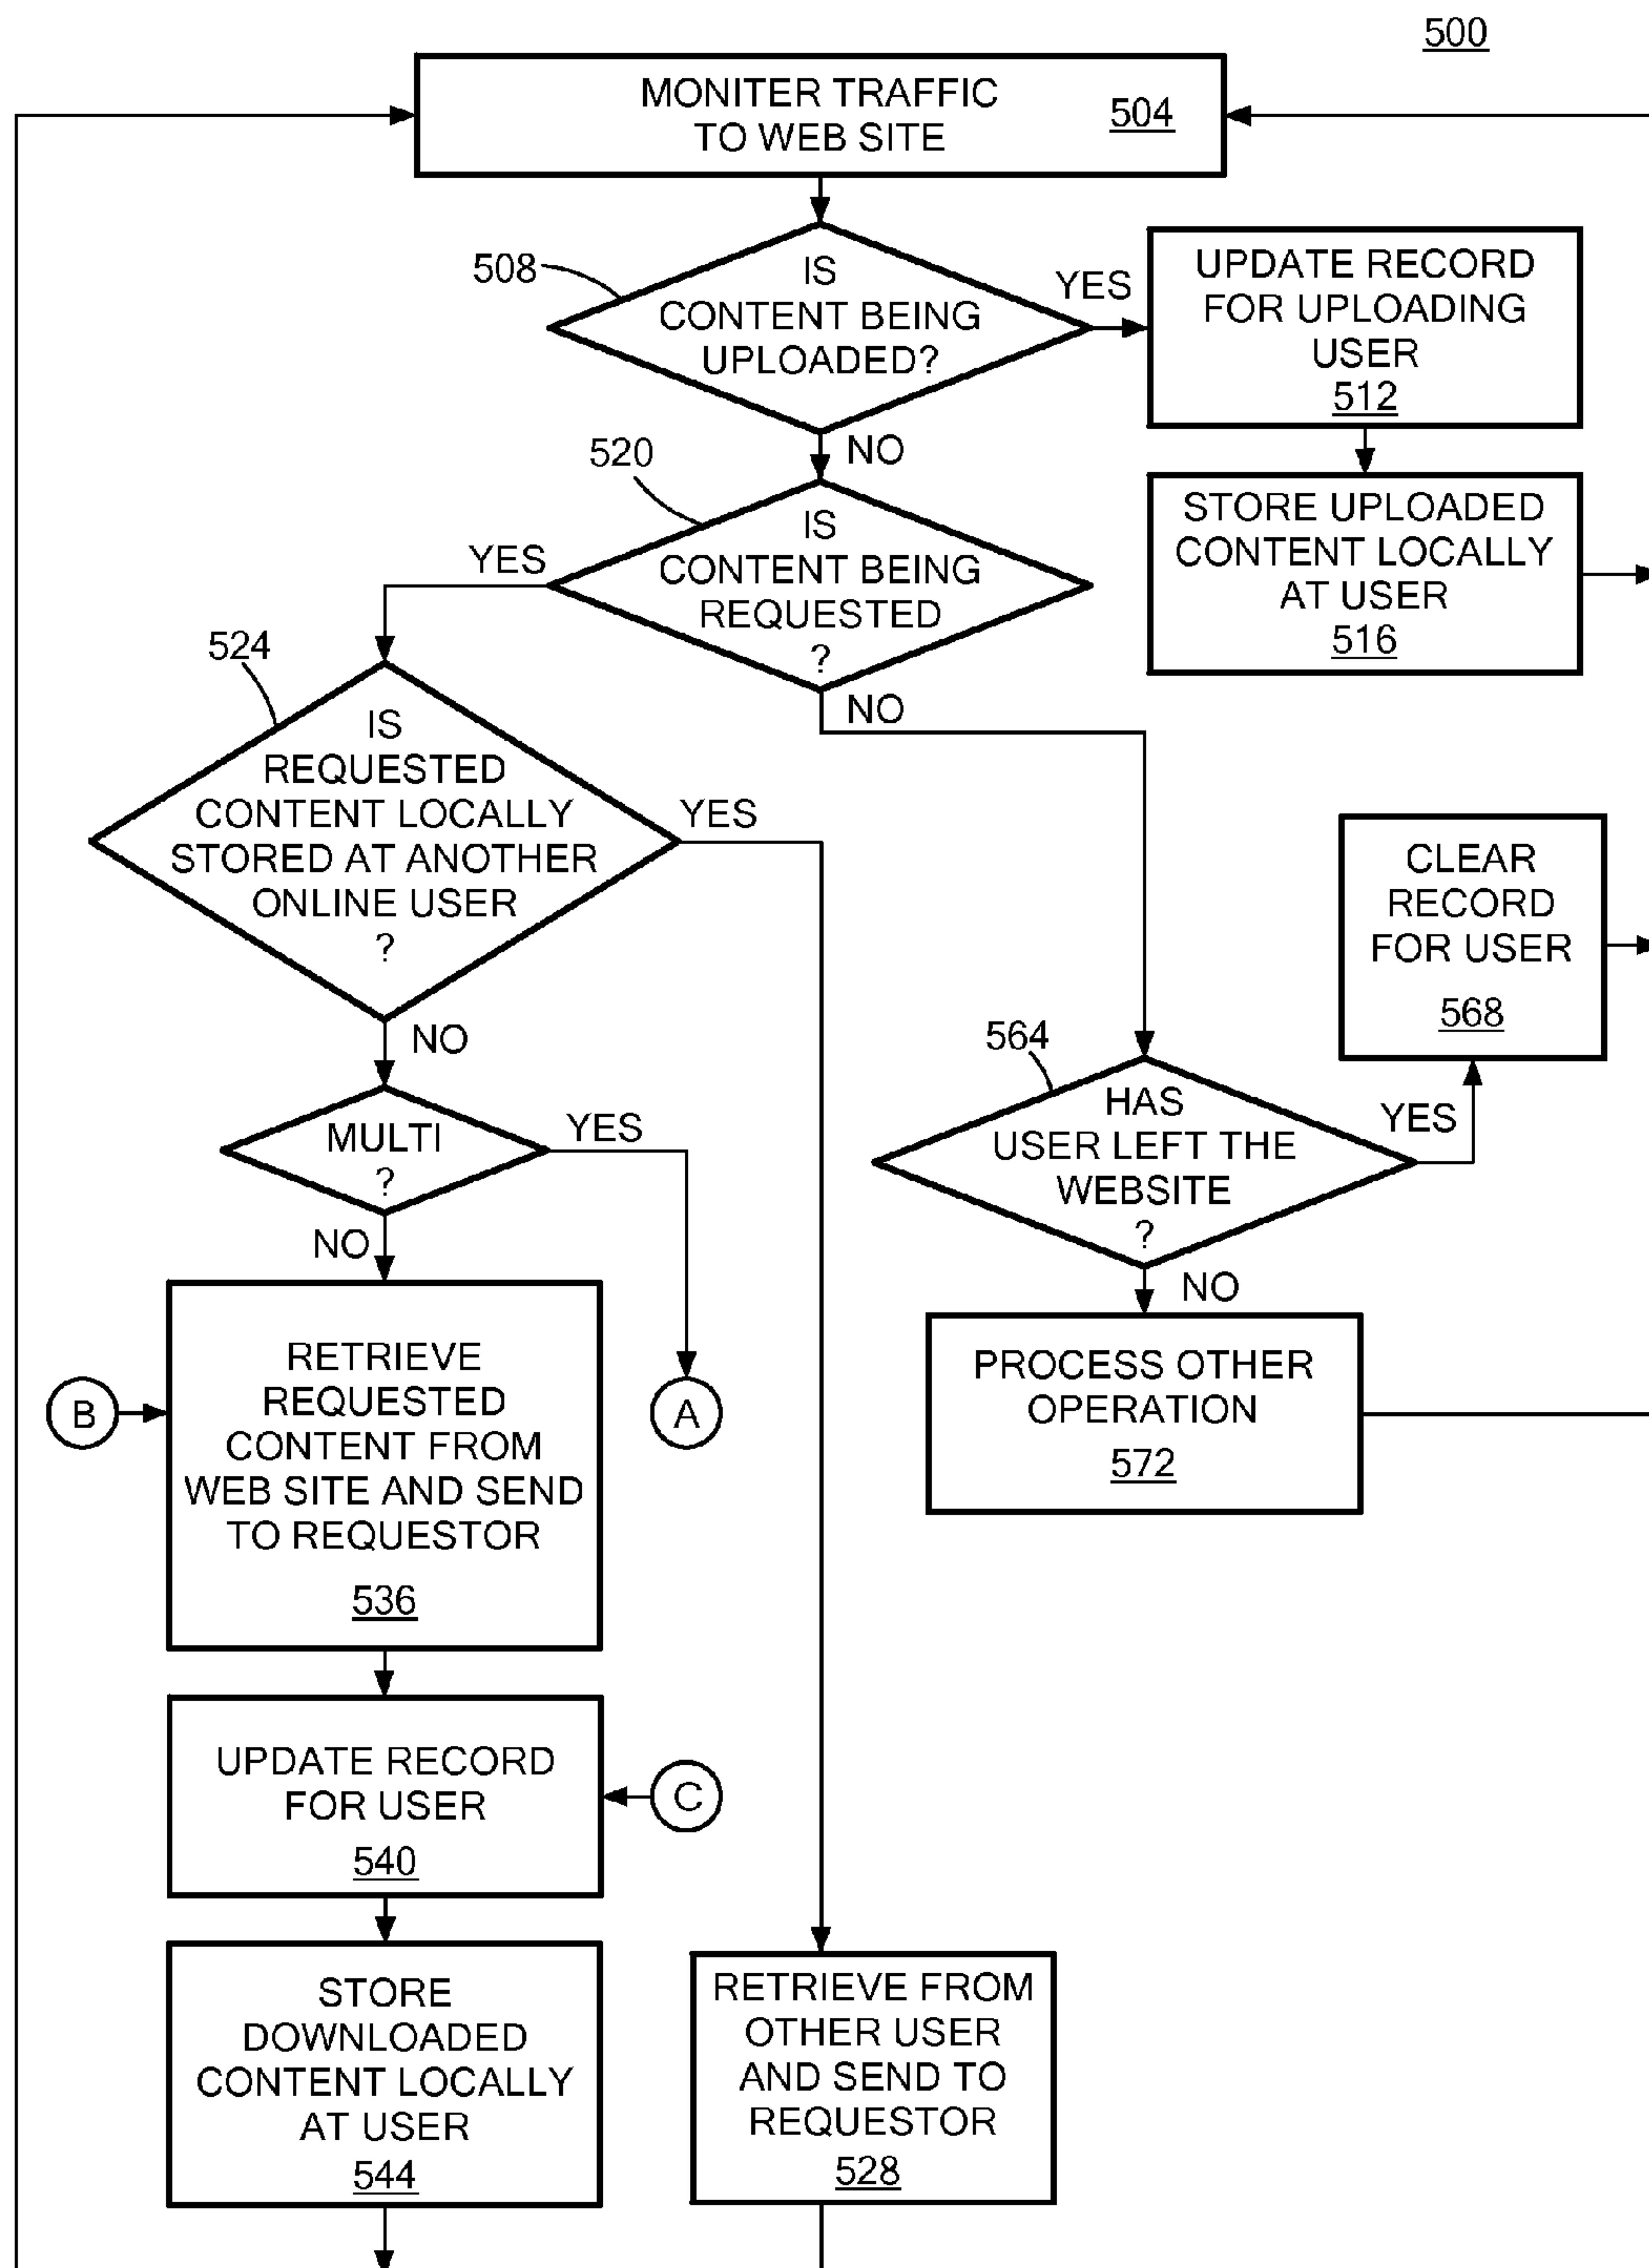 500
MONITER TRAFFIC
TO WEB SITE
504
508
IS
CONTENT BEING
UPLOADED?
YES
NO
UPDATE RECORD
FOR UPLOADING
USER
512
STORE UPLOADED
CONTENT LOCALLY
AT USER
516
520
IS
CONTENT BEING
REQUESTED
?
YES
NO
524
IS
REQUESTED
CONTENT LOCALLY
STORED AT ANOTHER
ONLINE USER
?
YES
NO
CLEAR
RECORD
FOR USER
568
564
HAS
USER LEFT THE
WEBSITE
?
YES
NO
MULTI
?
YES
NO
PROCESS OTHER
OPERATION
572
RETRIEVE
REQUESTED
CONTENT FROM
WEB SITE AND SEND
TO REQUESTOR
536
B
A
UPDATE RECORD
FOR USER
540
C
STORE
DOWNLOADED
CONTENT LOCALLY
AT USER
544
RETRIEVE FROM
OTHER USER
AND SEND TO
REQUESTOR
528